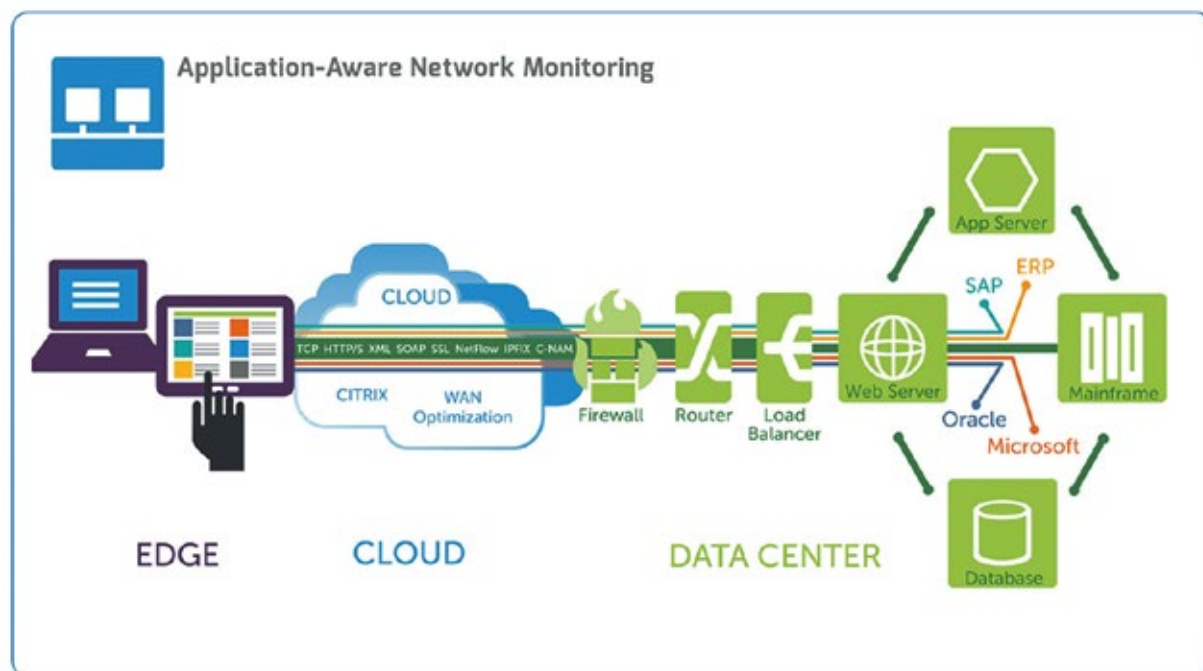 Application-Aware Network Monitoring
App Server
ERP
SAP
CLOUD
TCP HTTP/S XML SOAP SSL NetFlow IPFIX C-NAM
CITRIX
WAN
Optimization
Firewall
Router
Load
Balancer
Web Server
Mainframe
Oracle
Microsoft
EDGE
CLOUD
DATA CENTER
Database